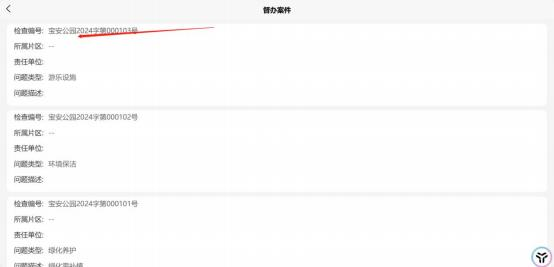 督办案件
检查编号: 宝安公园2024字第000103号
所属片区: --
责任单位:
问题类型: 游乐设施
问题描述:
检查编号: 宝安公园2024字第000102号
所属片区: --
责任单位:
问题类型: 环境保洁
问题描述:
检查编号: 宝安公园2024字第000101号
所属片区: --
责任单位:
问题类型: 绿化养护